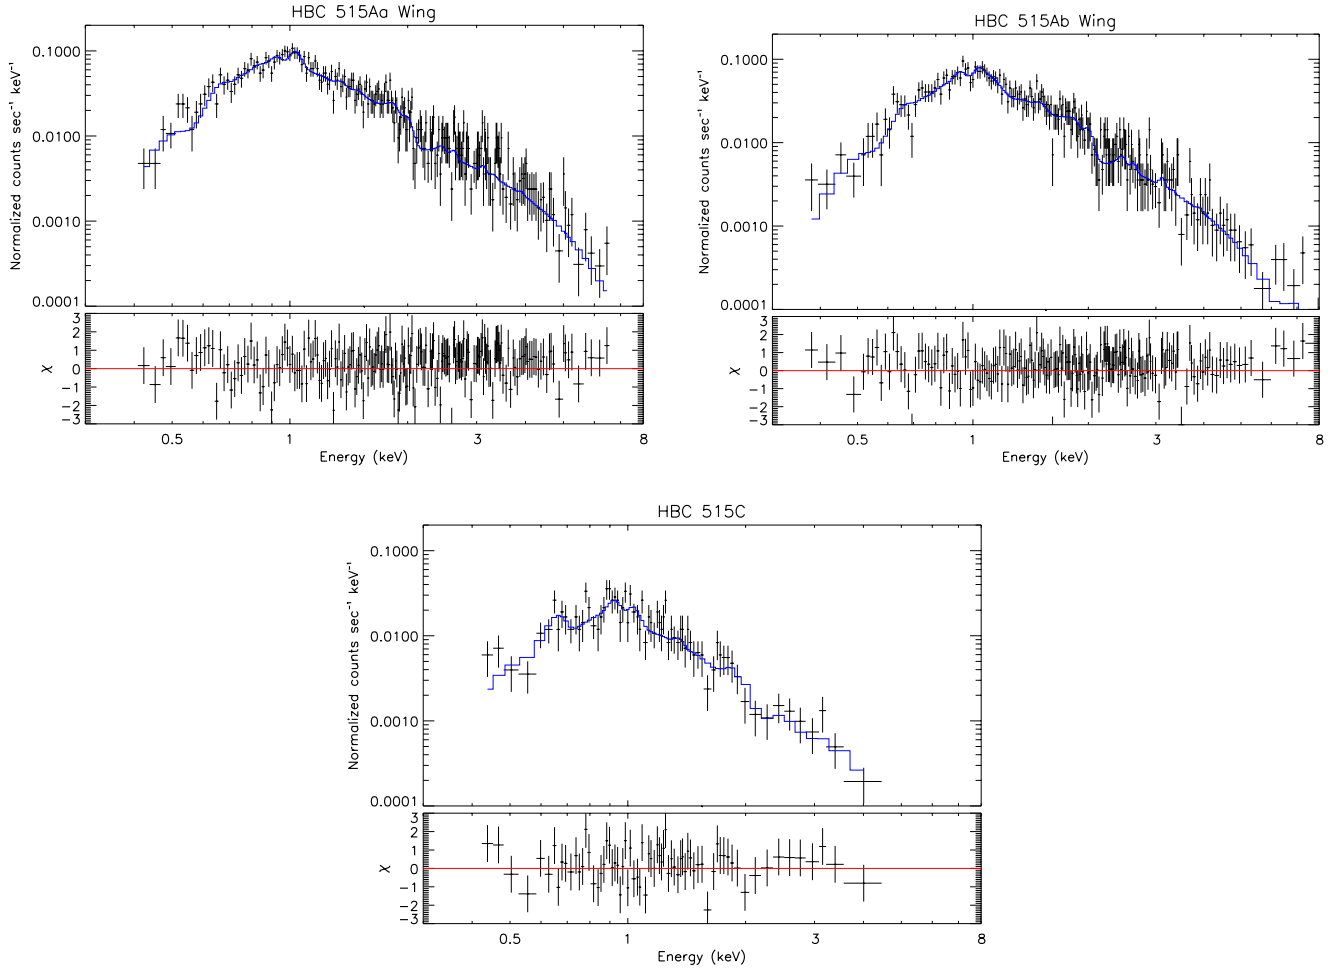 HBC 515Aa Wing
Normalized counts sec⁻¹ keV⁻¹
0.1000
0.0100
0.0010
0.0001
χ
3
2
1
0
−1
−2
−3
0.5 1 3 8
Energy (keV)
HBC 515Ab Wing
Normalized counts sec⁻¹ keV⁻¹
0.1000
0.0100
0.0010
0.0001
χ
3
2
1
0
−1
−2
−3
0.5 1 3 8
Energy (keV)
HBC 515C
Normalized counts sec⁻¹ keV⁻¹
0.1000
0.0100
0.0010
0.0001
χ
3
2
1
0
−1
−2
−3
0.5 1 3 8
Energy (keV)